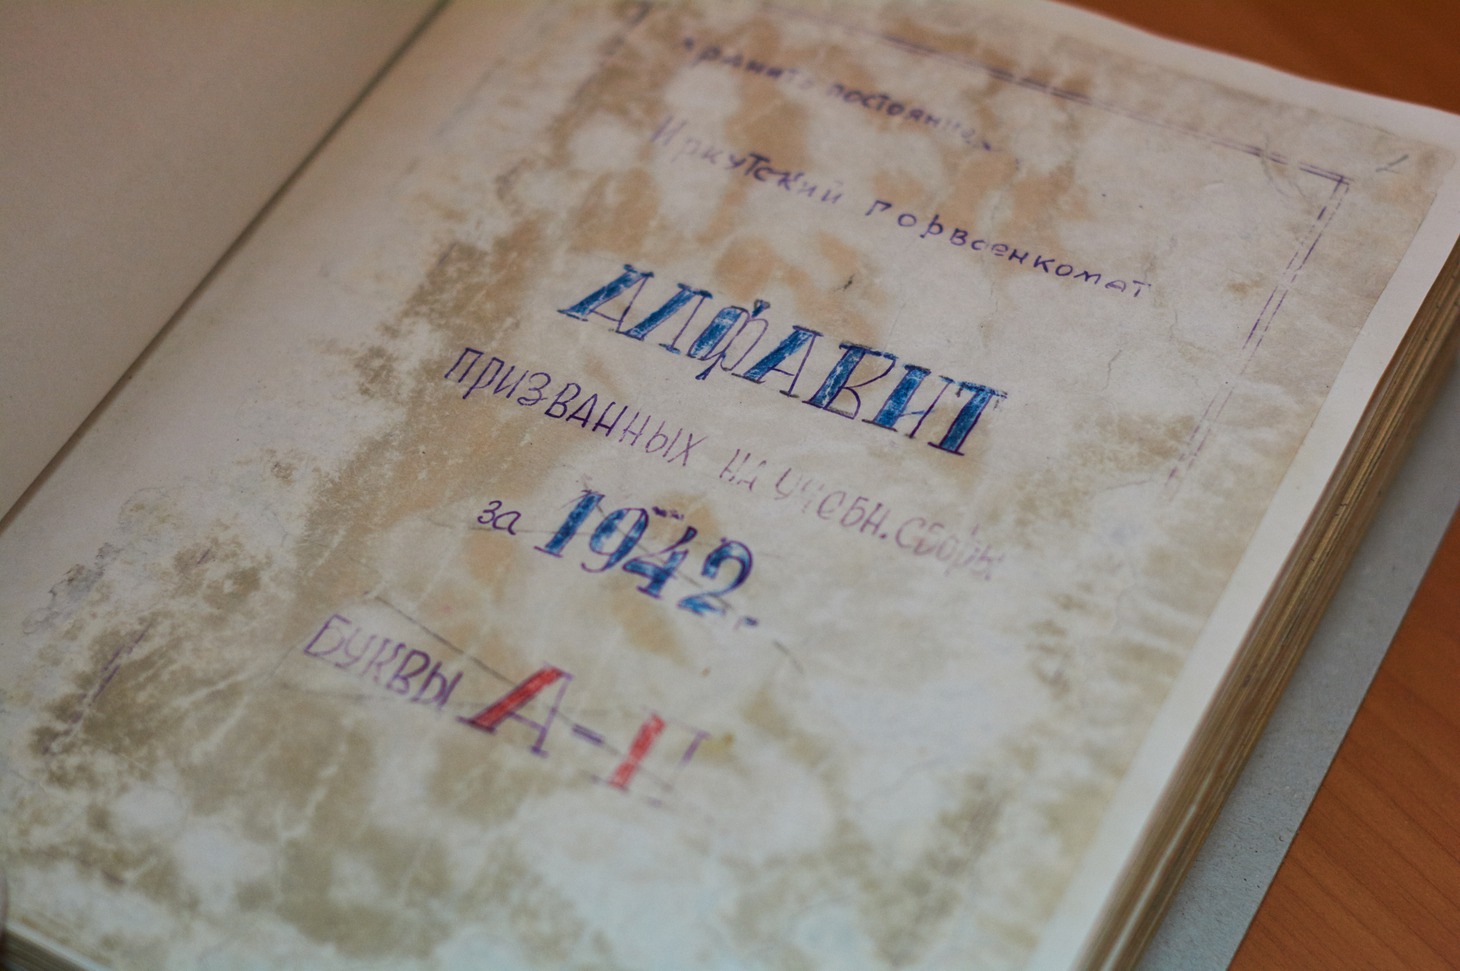 хранить постоянно
Иркутский горвоенкомат
АЛФАВИТ
призванных на учебн. сборы
за 1942.
Буквы А-П